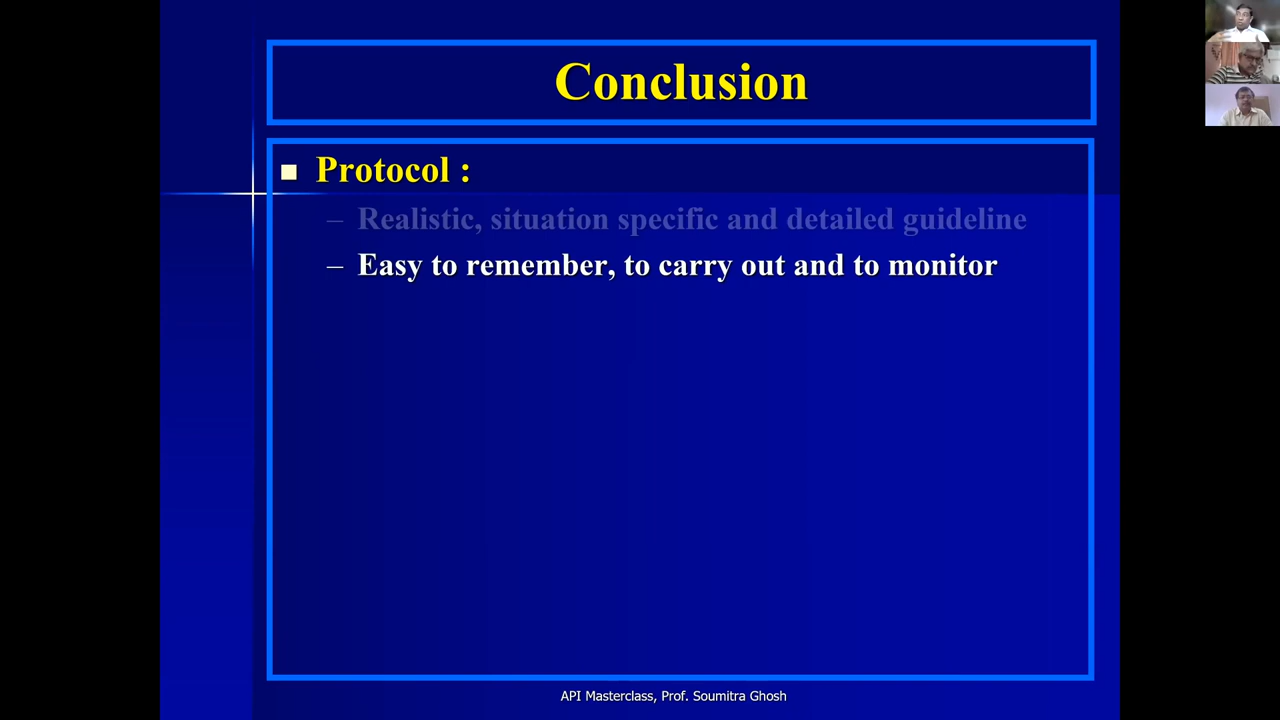 Conclusion
Protocol :
– Realistic, situation specific and detailed guideline
– Easy to remember, to carry out and to monitor
API Masterclass, Prof. Soumitra Ghosh